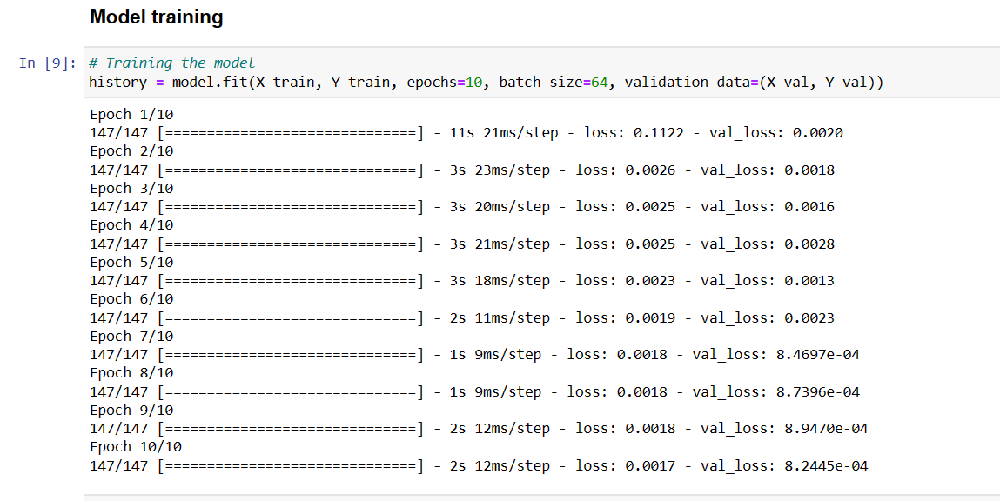 Model training
In [9]: # Training the model
history = model.fit(X_train, Y_train, epochs=10, batch_size=64, validation_data=(X_val, Y_val))
Epoch 1/10
147/147 [==============================] - 11s 21ms/step - loss: 0.1122 - val_loss: 0.0020
Epoch 2/10
147/147 [==============================] - 3s 23ms/step - loss: 0.0026 - val_loss: 0.0018
Epoch 3/10
147/147 [==============================] - 3s 20ms/step - loss: 0.0025 - val_loss: 0.0016
Epoch 4/10
147/147 [==============================] - 3s 21ms/step - loss: 0.0025 - val_loss: 0.0028
Epoch 5/10
147/147 [==============================] - 3s 18ms/step - loss: 0.0023 - val_loss: 0.0013
Epoch 6/10
147/147 [==============================] - 2s 11ms/step - loss: 0.0019 - val_loss: 0.0023
Epoch 7/10
147/147 [==============================] - 1s 9ms/step - loss: 0.0018 - val_loss: 8.4697e-04
Epoch 8/10
147/147 [==============================] - 1s 9ms/step - loss: 0.0018 - val_loss: 8.7396e-04
Epoch 9/10
147/147 [==============================] - 2s 12ms/step - loss: 0.0018 - val_loss: 8.9470e-04
Epoch 10/10
147/147 [==============================] - 2s 12ms/step - loss: 0.0017 - val_loss: 8.2445e-04